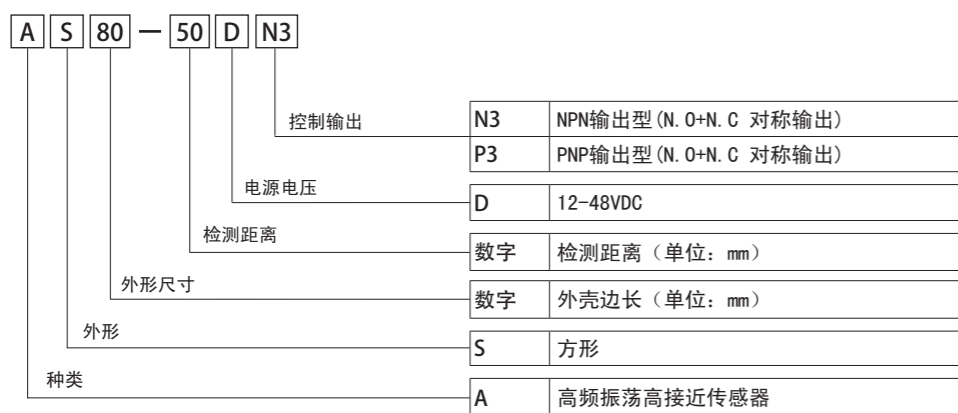 A S 80 — 50 D N3
控制输出 N3 NPN输出型(N.O+N.C 对称输出)
P3 PNP输出型(N.O+N.C 对称输出)
电源电压 D 12-48VDC
检测距离 数字 检测距离（单位：mm）
外形尺寸 数字 外壳边长（单位：mm）
外形 S 方形
种类 A 高频振荡高接近传感器